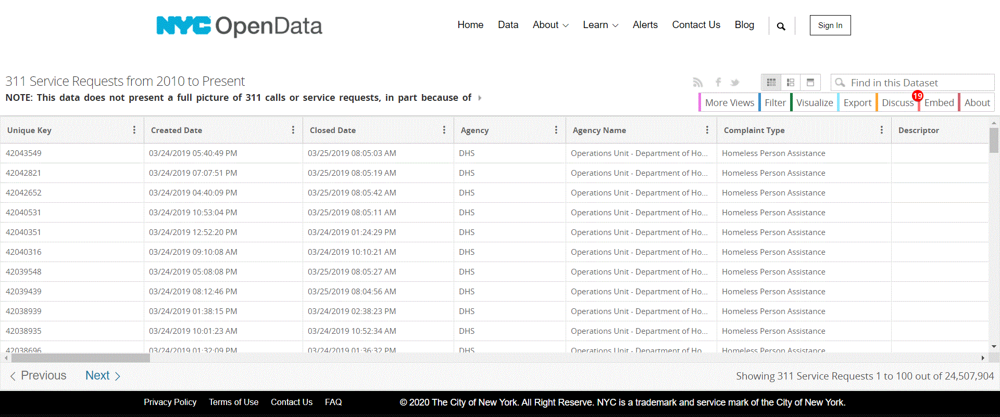 NYC OpenData
Home Data About Learn Alerts Contact Us Blog Sign In
311 Service Requests from 2010 to Present
Find in this Dataset
NOTE: This data does not present a full picture of 311 calls or service requests, in part because of
More Views Filter Visualize Export Discuss 19 Embed About
Unique Key Created Date Closed Date Agency Agency Name Complaint Type Descriptor
42043549 03/24/2019 05:40:49 PM 03/25/2019 08:05:03 AM DHS Operations Unit - Department of Ho... Homeless Person Assistance
42042821 03/24/2019 07:07:51 PM 03/25/2019 08:05:19 AM DHS Operations Unit - Department of Ho... Homeless Person Assistance
42042652 03/24/2019 04:40:09 PM 03/25/2019 08:05:42 AM DHS Operations Unit - Department of Ho... Homeless Person Assistance
42040531 03/24/2019 10:53:04 PM 03/25/2019 08:05:11 AM DHS Operations Unit - Department of Ho... Homeless Person Assistance
42040351 03/24/2019 12:52:20 PM 03/24/2019 01:24:29 PM DHS Operations Unit - Department of Ho... Homeless Person Assistance
42040316 03/24/2019 09:10:08 AM 03/24/2019 10:10:21 AM DHS Operations Unit - Department of Ho... Homeless Person Assistance
42039548 03/24/2019 05:08:08 PM 03/25/2019 08:05:27 AM DHS Operations Unit - Department of Ho... Homeless Person Assistance
42039439 03/24/2019 08:12:46 PM 03/25/2019 08:04:56 AM DHS Operations Unit - Department of Ho... Homeless Person Assistance
42038939 03/24/2019 01:38:15 PM 03/24/2019 02:38:23 PM DHS Operations Unit - Department of Ho... Homeless Person Assistance
42038935 03/24/2019 10:01:23 AM 03/24/2019 10:52:34 AM DHS Operations Unit - Department of Ho... Homeless Person Assistance
42038696 03/24/2019 01:32:09 PM 03/24/2019 01:36:32 PM DHS Operations Unit - Department of Ho... Homeless Person Assistance
Previous Next Showing 311 Service Requests 1 to 100 out of 24,507,904
Privacy Policy Terms of Use Contact Us FAQ © 2020 The City of New York. All Right Reserve. NYC is a trademark and service mark of the City of New York.